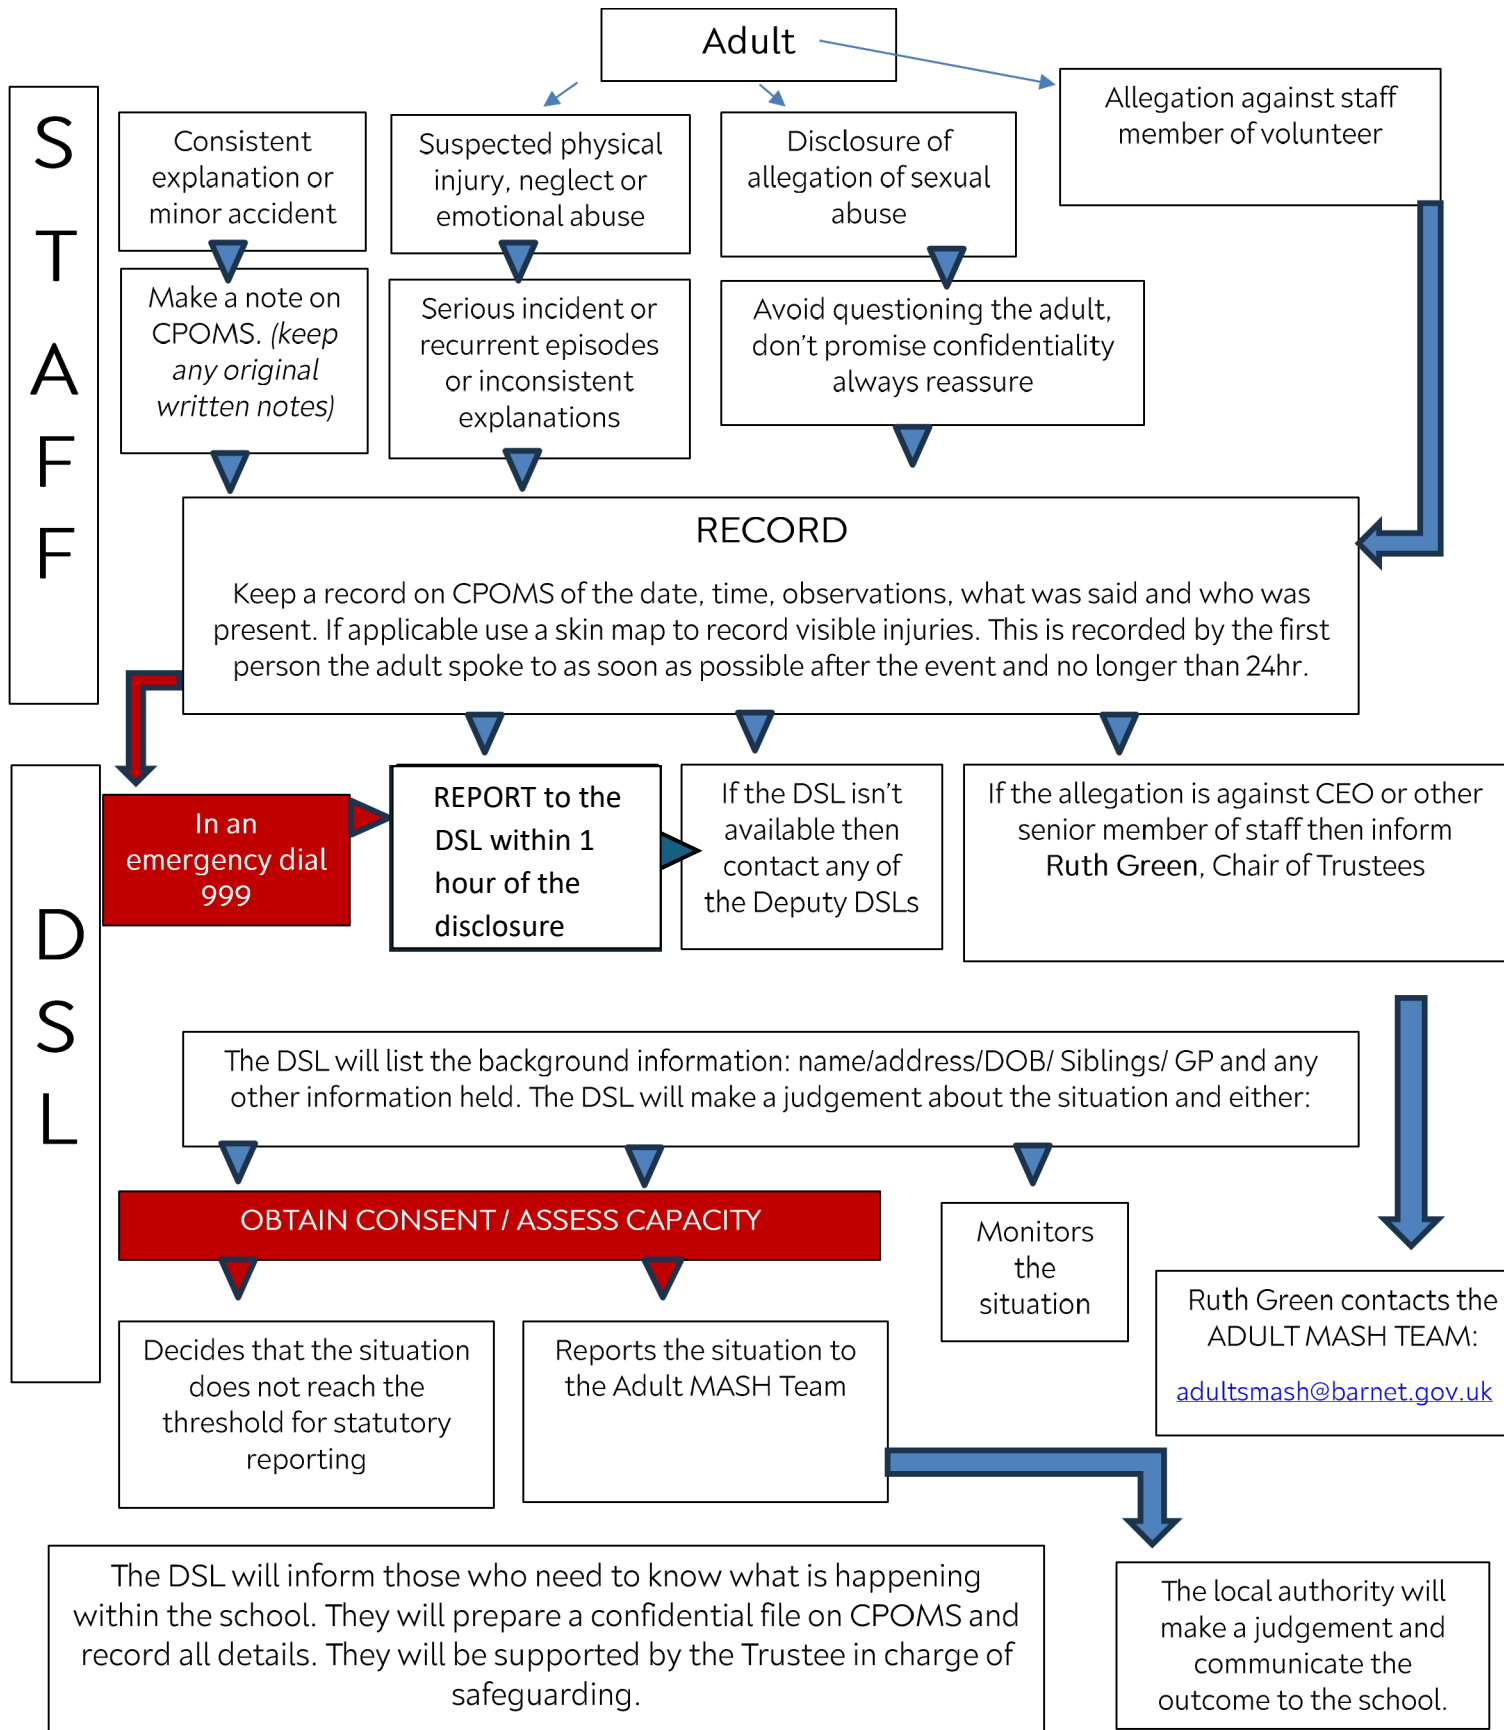 Adult
Allegation against staff
member of volunteer
STAFF
Consistent
explanation or
minor accident
Suspected physical
injury, neglect or
emotional abuse
Disclosure of
allegation of sexual
abuse
Make a note on
CPOMS. (keep
any original
written notes)
Serious incident or
recurrent episodes
or inconsistent
explanations
Avoid questioning the adult,
don't promise confidentiality
always reassure
RECORD
Keep a record on CPOMS of the date, time, observations, what was said and who was
present. If applicable use a skin map to record visible injuries. This is recorded by the first
person the adult spoke to as soon as possible after the event and no longer than 24hr.
DSL
In an
emergency dial
999
REPORT to the
DSL within 1
hour of the
disclosure
If the DSL isn't
available then
contact any of
the Deputy DSLs
If the allegation is against CEO or other
senior member of staff then inform
Ruth Green, Chair of Trustees
The DSL will list the background information: name/address/DOB/ Siblings/ GP and any
other information held. The DSL will make a judgement about the situation and either:
OBTAIN CONSENT / ASSESS CAPACITY
Monitors
the
situation
Decides that the situation
does not reach the
threshold for statutory
reporting
Reports the situation to
the Adult MASH Team
Ruth Green contacts the
ADULT MASH TEAM:
adultsmash@barnet.gov.uk
The DSL will inform those who need to know what is happening
within the school. They will prepare a confidential file on CPOMS and
record all details. They will be supported by the Trustee in charge of
safeguarding.
The local authority will
make a judgement and
communicate the
outcome to the school.